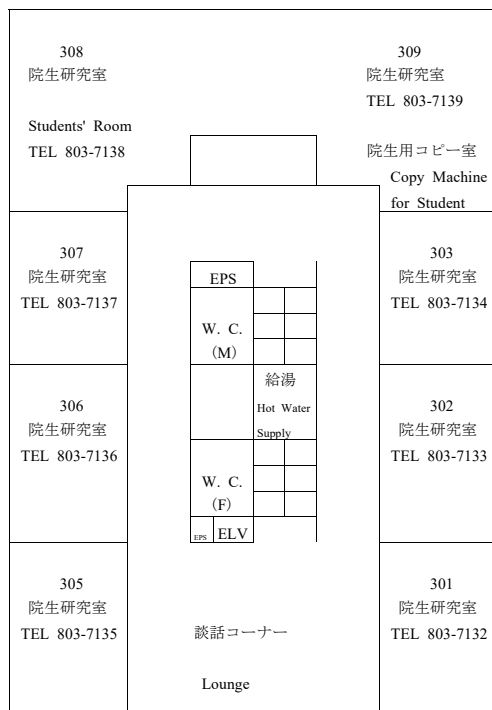 308
院生研究室
Students' Room
TEL 803-7138
309
院生研究室
TEL 803-7139
院生用コピー室
Copy Machine
for Student
307
院生研究室
TEL 803-7137
EPS
W. C.
(M)
303
院生研究室
TEL 803-7134
給湯
Hot Water
Supply
306
院生研究室
TEL 803-7136
302
院生研究室
TEL 803-7133
W. C.
(F)
EPS
ELV
305
院生研究室
TEL 803-7135
301
院生研究室
TEL 803-7132
談話コーナー
Lounge